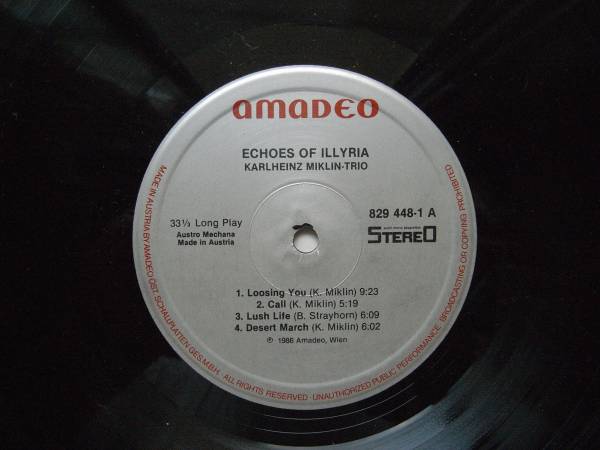 amadeo
ECHOES OF ILLYRIA
KARLHEINZ MIKLIN-TRIO
33⅓ Long Play
Austro Mechana
Made in Austria
829 448-1 A
STEREO
1. Loosing You (K. Miklin) 9:23
2. Call (K. Miklin) 5:19
3. Lush Life (B. Strayhorn) 6:09
4. Desert March (K. Miklin) 6:02
℗ 1986 Amadeo, Wien
MADE IN AUSTRIA BY AMADEO ÖST. SCHALLPLATTEN GES.M.B.H. · ALL RIGHTS RESERVED · UNAUTHORIZED PUBLIC PERFORMANCE, BROADCASTING OR COPYING PROHIBITED